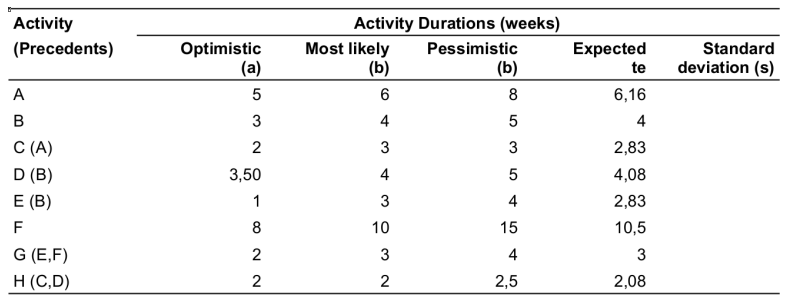 Activity Activity Durations (weeks)
(Precedents) Optimistic Most likely Pessimistic Expected Standard
(a) (b) (b) te deviation (s)
A 5 6 8 6,16
B 3 4 5 4
C (A) 2 3 3 2,83
D (B) 3,50 4 5 4,08
E (B) 1 3 4 2,83
F 8 10 15 10,5
G (E,F) 2 3 4 3
H (C,D) 2 2 2,5 2,08